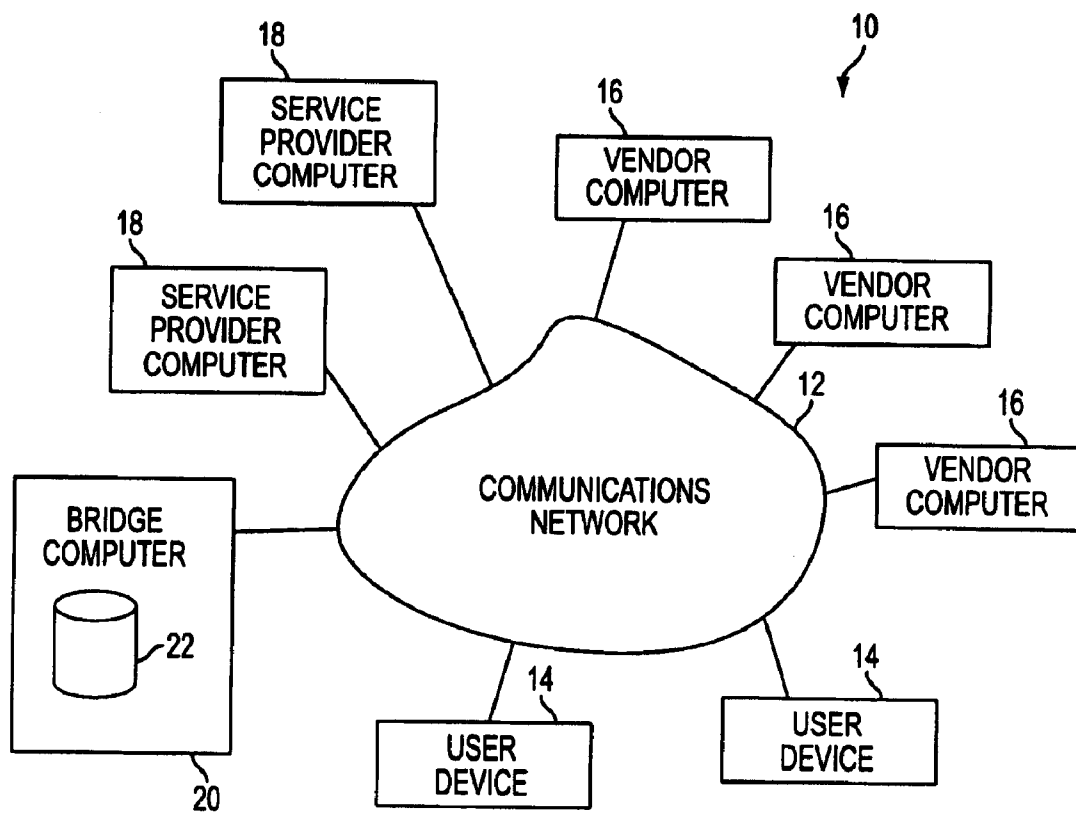 10
18
SERVICE
PROVIDER
COMPUTER
16
VENDOR
COMPUTER
18
SERVICE
PROVIDER
COMPUTER
16
VENDOR
COMPUTER
12
16
VENDOR
COMPUTER
COMMUNICATIONS
NETWORK
BRIDGE
COMPUTER
22
20
14
USER
DEVICE
14
USER
DEVICE